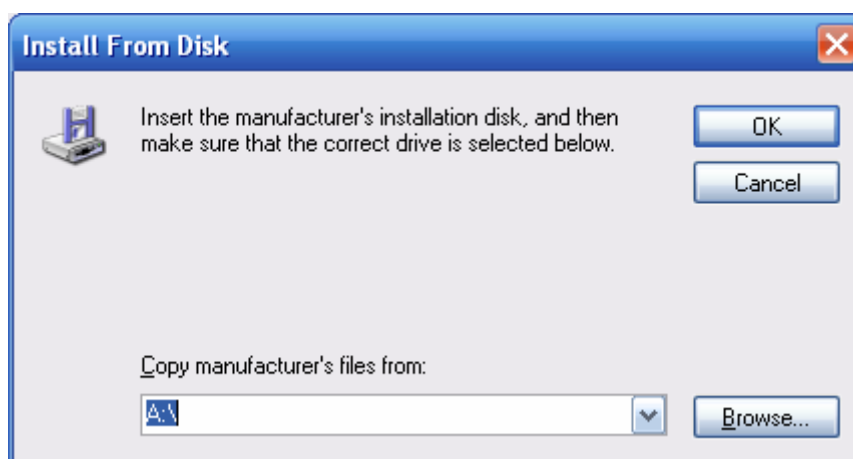 Install From Disk
Insert the manufacturer's installation disk, and then
make sure that the correct drive is selected below.
OK
Cancel
Copy manufacturer's files from:
A:\
Browse...